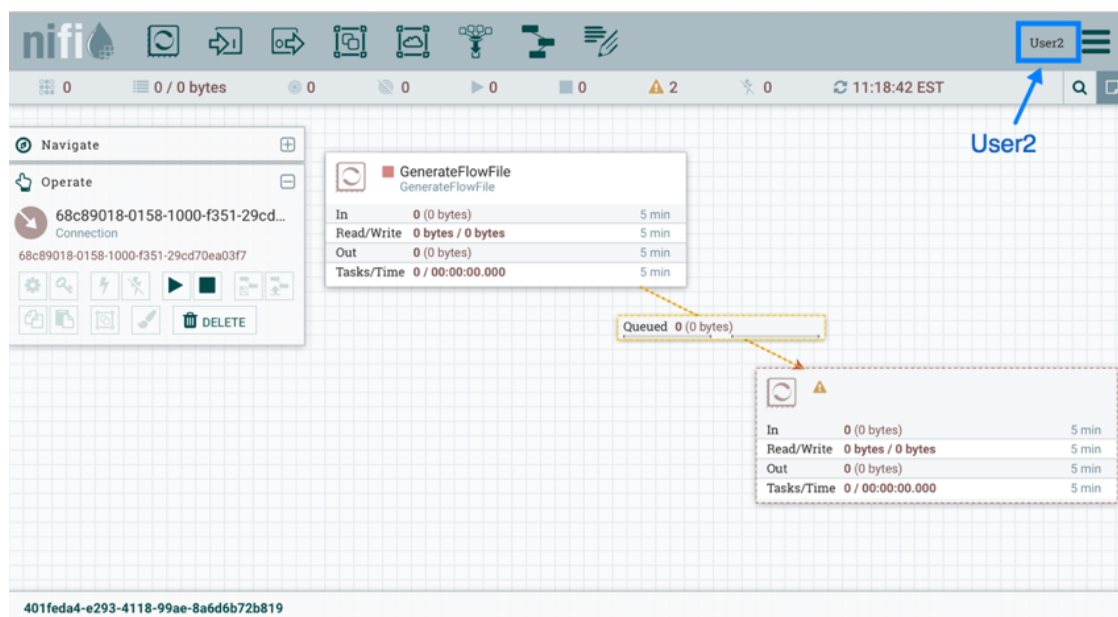 nifi
User2
0
0 / 0 bytes
0
0
0
0
2
0
11:18:42 EST
User2
Navigate
Operate
68c89018-0158-1000-f351-29cd...
Connection
68c89018-0158-1000-f351-29cd70ea03f7
DELETE
GenerateFlowFile
GenerateFlowFile
In 0 (0 bytes) 5 min
Read/Write 0 bytes / 0 bytes 5 min
Out 0 (0 bytes) 5 min
Tasks/Time 0 / 00:00:00.000 5 min
Queued 0 (0 bytes)
In 0 (0 bytes) 5 min
Read/Write 0 bytes / 0 bytes 5 min
Out 0 (0 bytes) 5 min
Tasks/Time 0 / 00:00:00.000 5 min
401feda4-e293-4118-99ae-8a6d6b72b819